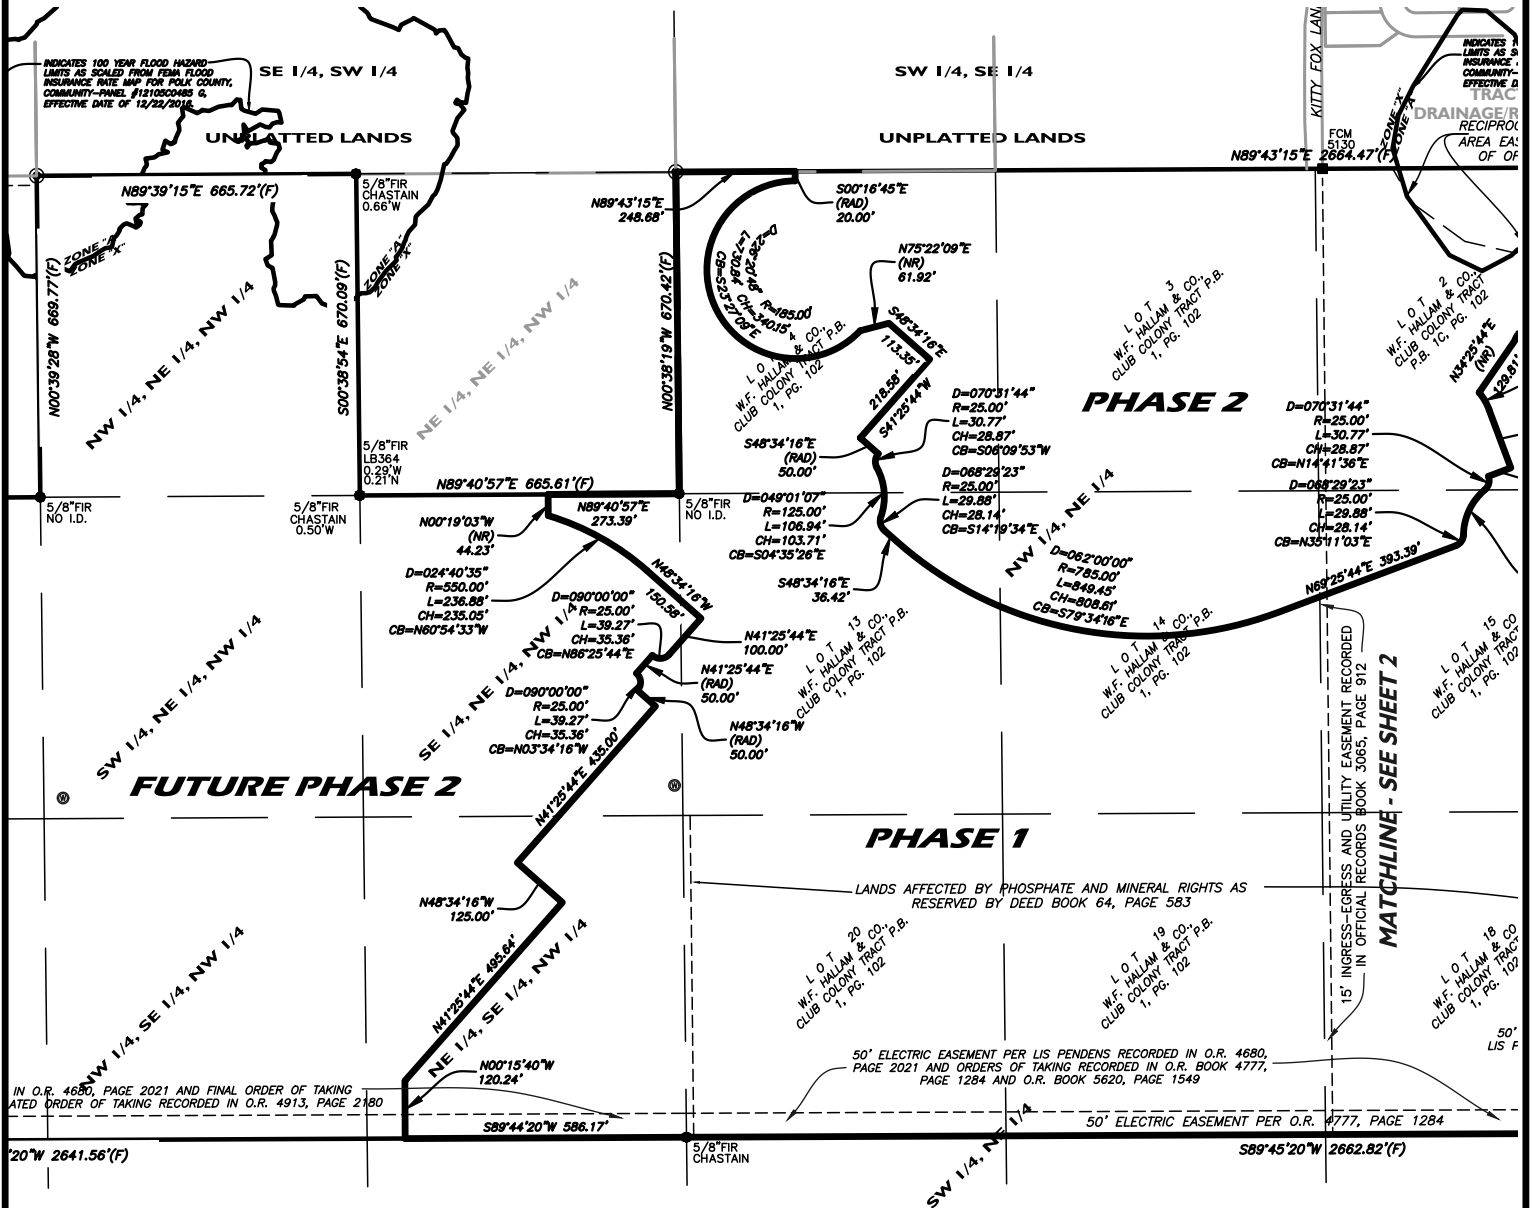 INDICATES 100 YEAR FLOOD HAZARD
LIMITS AS SCALED FROM FEMA FLOOD
INSURANCE RATE MAP FOR POLK COUNTY,
COMMUNITY-PANEL #12105C0485 G,
EFFECTIVE DATE OF 12/22/2016.
SE 1/4, SW 1/4
UNPLATTED LANDS
SW 1/4, SE 1/4
UNPLATTED LANDS
KITTY FOX LAN
INDICATES
LIMITS AS
INSURANCE
COMMUNITY-
EFFECTIVE
TRAC
DRAINAGE/R
RECIPROC
AREA EAS
OF
ZONE "X"
ZONE "A"
FCM
5130
N89°43'15"E 2664.47'(F)
N89°39'15"E 665.72'(F)
5/8"FIR
CHASTAIN
0.66'W
N89°43'15"E
248.68'
S00°16'45"E
(RAD)
20.00'
D=226°20'48"
L=730.84'
CB=S23°27'09"E
R=185.00'
CH=340.15'
N75°22'09"E
(NR)
61.92'
S48°34'16"E
113.35'
218.58'
S41°25'44"W
ZONE "A"
ZONE "X"
ZONE "A"
ZONE "X"
N00°39'28"W 669.77'(F)
NW 1/4, NE 1/4, NW 1/4
S00°38'54"E 670.09'(F)
NE 1/4, NE 1/4, NW 1/4
N00°38'19"W 670.42'(F)
L O T 4
W.F. HALLAM & CO.,
CLUB COLONY TRACT P.B.
1, PG. 102
L O T 3
W.F. HALLAM & CO.,
CLUB COLONY TRACT P.B.
1, PG. 102
L O T 2
W.F. HALLAM & CO.,
CLUB COLONY TRACT
P.B. 1C, PG. 102
N34°25'44"E
(NR)
129.81'
PHASE 2
D=070°31'44"
R=25.00'
L=30.77'
CH=28.87'
CB=S06°09'53"W
D=070°31'44"
R=25.00'
L=30.77'
CH=28.87'
CB=N14°41'36"E
S48°34'16"E
(RAD)
50.00'
5/8"FIR
LB364
0.29'W
0.21'N
N89°40'57"E 665.61'(F)
D=068°29'23"
R=25.00'
L=29.88'
CH=28.14'
CB=S14°19'34"E
D=068°29'23"
R=25.00'
L=29.88'
CH=28.14'
CB=N35°11'03"E
5/8"FIR
NO I.D.
5/8"FIR
CHASTAIN
0.50'W
N89°40'57"E
273.39'
5/8"FIR
NO I.D.
D=049°01'07"
R=125.00'
L=106.94'
CH=103.71'
CB=S04°35'26"E
N00°19'03"W
(NR)
44.23'
NW 1/4, NE 1/4
D=062°00'00"
R=785.00'
L=849.45'
CH=808.61'
CB=S79°34'16"E
N69°25'44"E 393.39'
D=024°40'35"
R=550.00'
L=236.88'
CH=235.05'
CB=N60°54'33"W
N48°34'16"W
150.56'
S48°34'16"E
36.42'
D=090°00'00"
R=25.00'
L=39.27'
CH=35.36'
CB=N86°25'44"E
N41°25'44"E
100.00'
N41°25'44"E
(RAD)
50.00'
D=090°00'00"
R=25.00'
L=39.27'
CH=35.36'
CB=N03°34'16"W
N48°34'16"W
(RAD)
50.00'
L O T 13
W.F. HALLAM & CO.,
CLUB COLONY TRACT P.B.
1, PG. 102
L O T 14
W.F. HALLAM & CO.,
CLUB COLONY TRACT P.B.
1, PG. 102
L O T 15
W.F. HALLAM & CO
CLUB COLONY TRACT
1, PG. 102
SW 1/4, NE 1/4, NW 1/4
SE 1/4, NE 1/4, NW 1/4
FUTURE PHASE 2
W
W
N41°25'44"E 435.00'
PHASE 1
15' INGRESS-EGRESS AND UTILITY EASEMENT RECORDED
IN OFFICIAL RECORDS BOOK 3065, PAGE 912
MATCHLINE - SEE SHEET 2
LANDS AFFECTED BY PHOSPHATE AND MINERAL RIGHTS AS
RESERVED BY DEED BOOK 64, PAGE 583
N48°34'16"W
125.00'
N41°25'44"E 495.64'
NW 1/4, SE 1/4, NW 1/4
NE 1/4, SE 1/4, NW 1/4
L O T 20
W.F. HALLAM & CO.,
CLUB COLONY TRACT P.B.
1, PG. 102
L O T 19
W.F. HALLAM & CO.,
CLUB COLONY TRACT P.B.
1, PG. 102
L O T 18
W.F. HALLAM & CO
CLUB COLONY TRACT
1, PG. 102
50'
LIS P
N00°15'40"W
120.24'
50' ELECTRIC EASEMENT PER LIS PENDENS RECORDED IN O.R. 4680,
PAGE 2021 AND ORDERS OF TAKING RECORDED IN O.R. BOOK 4777,
PAGE 1284 AND O.R. BOOK 5620, PAGE 1549
IN O.R. 4680, PAGE 2021 AND FINAL ORDER OF TAKING
ATED ORDER OF TAKING RECORDED IN O.R. 4913, PAGE 2180
50' ELECTRIC EASEMENT PER O.R. 4777, PAGE 1284
S89°44'20"W 586.17'
'20"W 2641.56'(F)
5/8"FIR
CHASTAIN
S89°45'20"W 2662.82'(F)
SW 1/4, NE 1/4